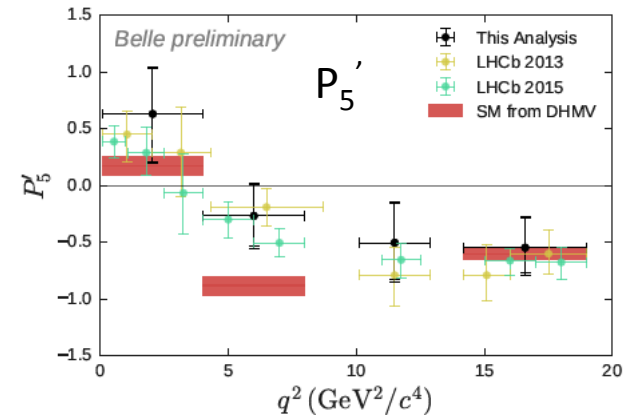 Belle preliminary
P5′
This Analysis
LHCb 2013
LHCb 2015
SM from DHMV
1.5
1.0
0.5
0.0
−0.5
−1.0
−1.5
P′5
0 5 10 15 20
q² (GeV²/c⁴)